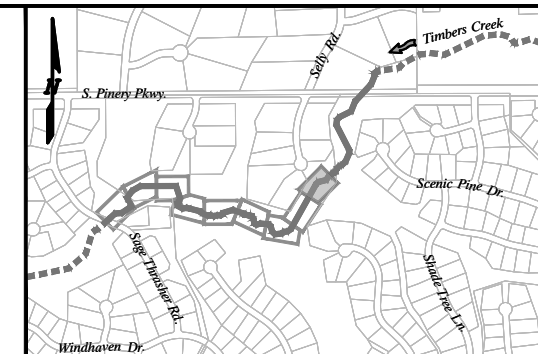 Timbers Creek
Selly Rd.
N
S. Pinery Pkwy.
Scenic Pine Dr.
Sage Thrasher Rd.
Shade Tree Ln.
Windhaven Dr.